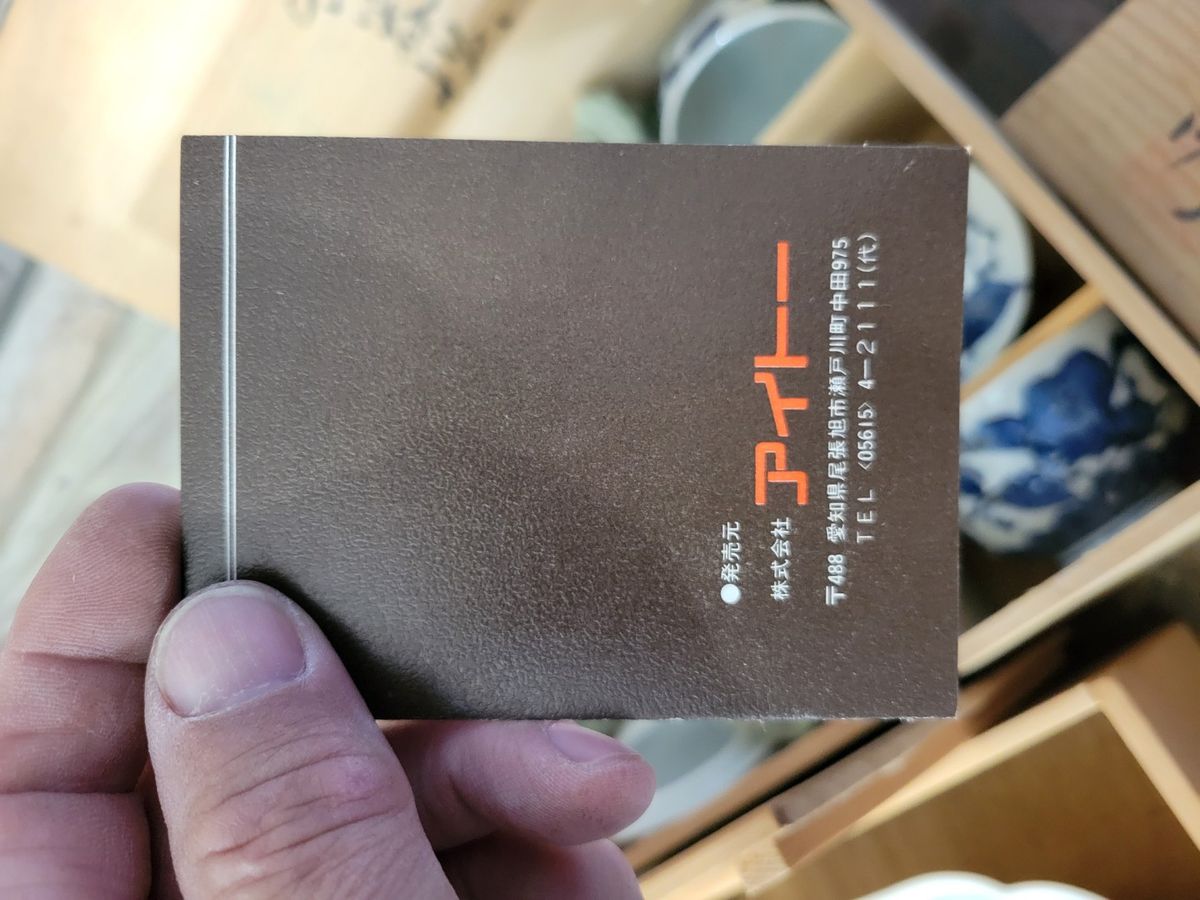 ●発売元
株式会社 アイトー
〒488 愛知県尾張旭市瀬戸川町中田975
TEL〈05615〉4―2111(代)